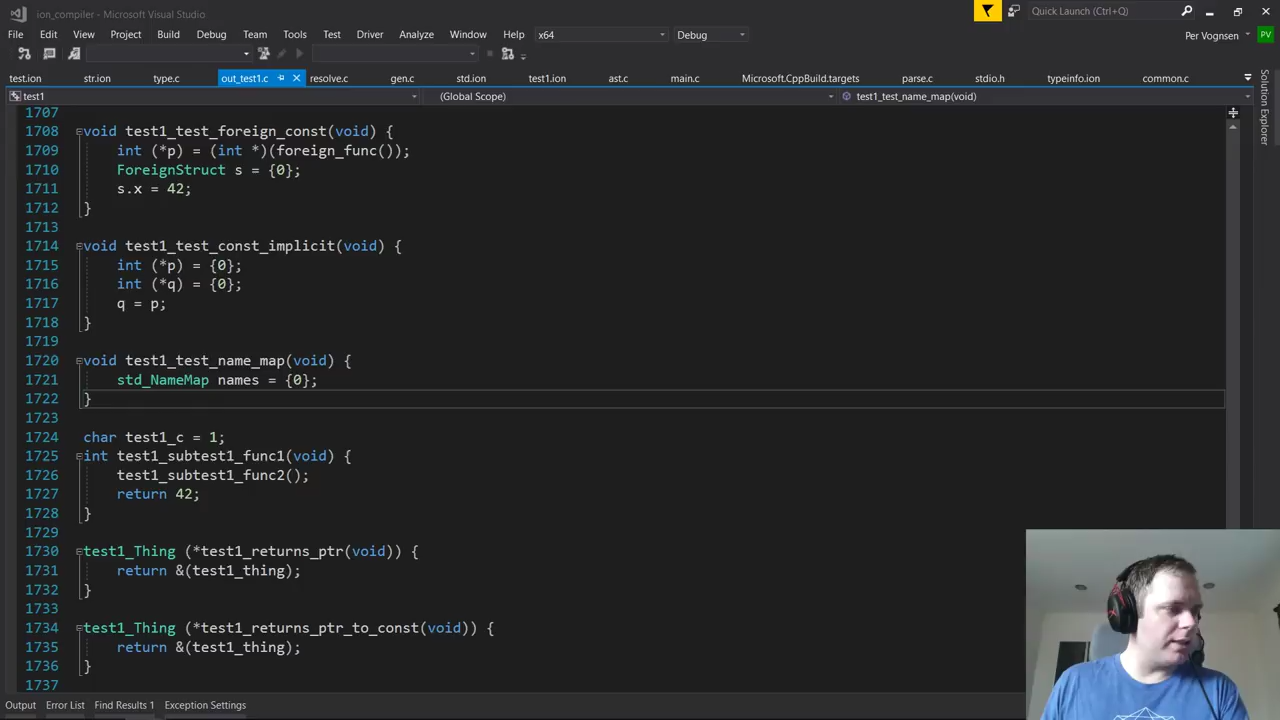 ion_compiler - Microsoft Visual Studio
Quick Launch (Ctrl+Q)
File Edit View Project Build Debug Team Tools Test Driver Analyze Window Help x64 Debug Per Vognsen PV
test.ion str.ion type.c out_test1.c resolve.c gen.c std.ion test1.ion ast.c main.c Microsoft.CppBuild.targets parse.c stdio.h typeinfo.ion common.c
Solution Explorer
test1 (Global Scope) test1_test_name_map(void)
1707
1708 void test1_test_foreign_const(void) {
1709 int (*p) = (int *)(foreign_func());
1710 ForeignStruct s = {0};
1711 s.x = 42;
1712 }
1713
1714 void test1_test_const_implicit(void) {
1715 int (*p) = {0};
1716 int (*q) = {0};
1717 q = p;
1718 }
1719
1720 void test1_test_name_map(void) {
1721 std_NameMap names = {0};
1722 }
1723
1724 char test1_c = 1;
1725 int test1_subtest1_func1(void) {
1726 test1_subtest1_func2();
1727 return 42;
1728 }
1729
1730 test1_Thing (*test1_returns_ptr(void)) {
1731 return &(test1_thing);
1732 }
1733
1734 test1_Thing (*test1_returns_ptr_to_const(void)) {
1735 return &(test1_thing);
1736 }
1737
Output Error List Find Results 1 Exception Settings